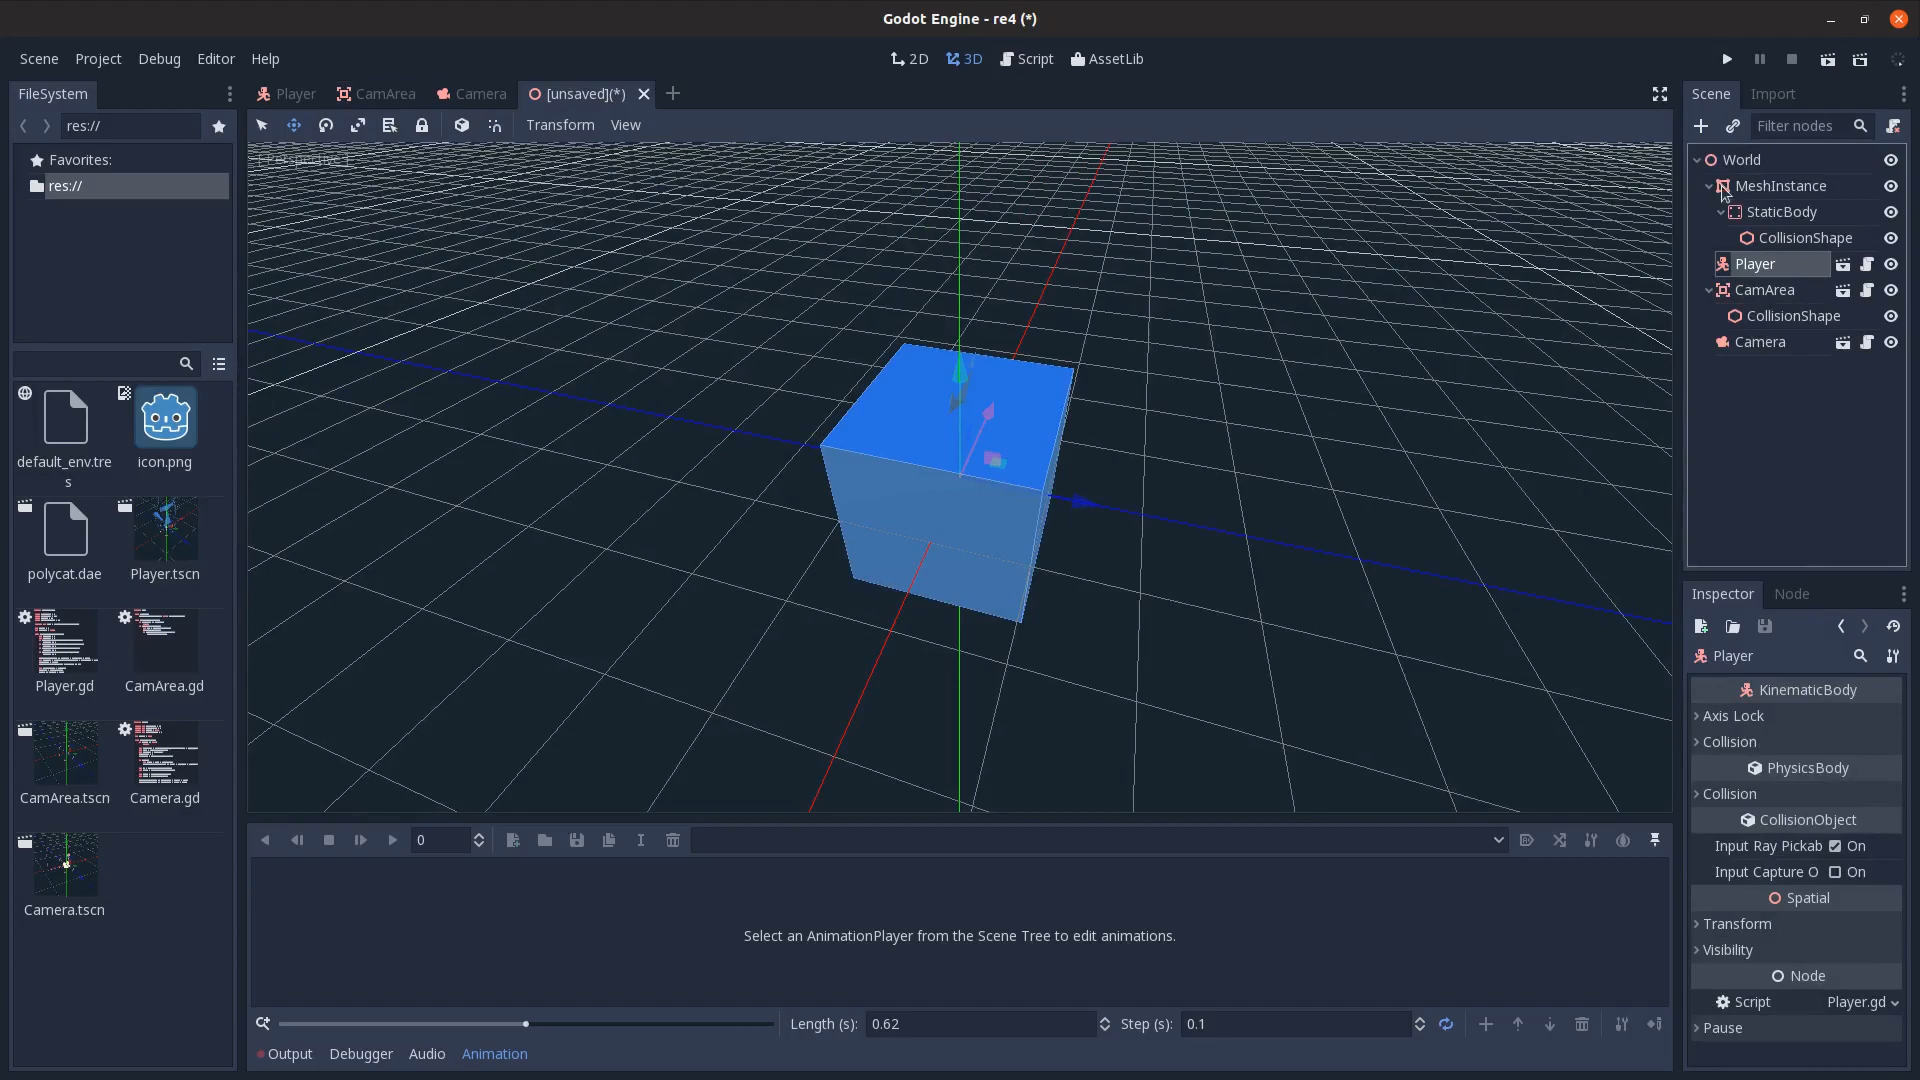 Godot Engine - re4 (*)
Scene Project Debug Editor Help
2D 3D Script AssetLib
FileSystem
Player CamArea Camera [unsaved](*)
Scene Import
res://
Transform View
Filter nodes
Favorites:
res://
[ Perspective ]
World
MeshInstance
StaticBody
CollisionShape
Player
CamArea
CollisionShape
Camera
default_env.tre
s
icon.png
polycat.dae
Player.tscn
Player.gd
CamArea.gd
CamArea.tscn
Camera.gd
Camera.tscn
Inspector Node
Player
KinematicBody
Axis Lock
Collision
PhysicsBody
Collision
CollisionObject
Input Ray Pickab On
Input Capture O On
Spatial
Transform
Visibility
Node
Script Player.gd
Pause
0
Select an AnimationPlayer from the Scene Tree to edit animations.
Length (s): 0.62 Step (s): 0.1
Output Debugger Audio Animation